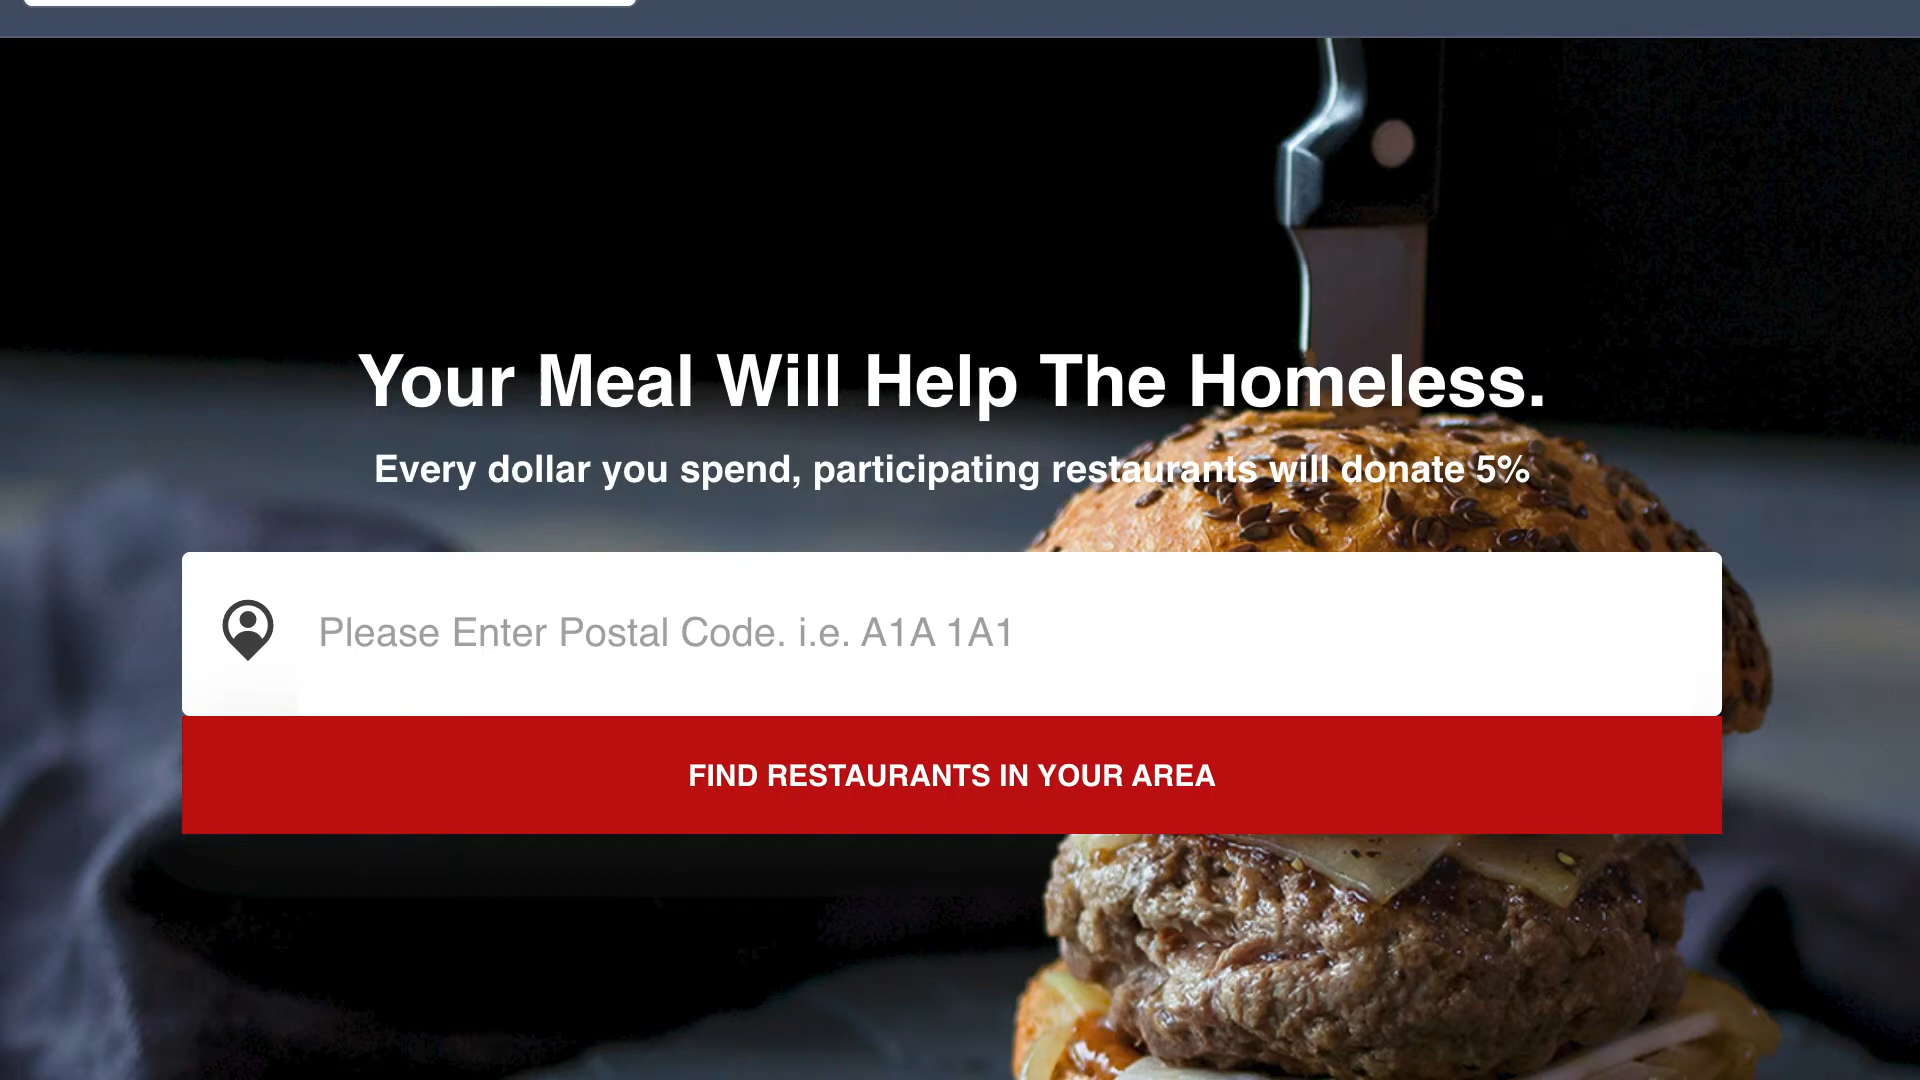 Your Meal Will Help The Homeless.
Every dollar you spend, participating restaurants will donate 5%
Please Enter Postal Code. i.e. A1A 1A1
FIND RESTAURANTS IN YOUR AREA